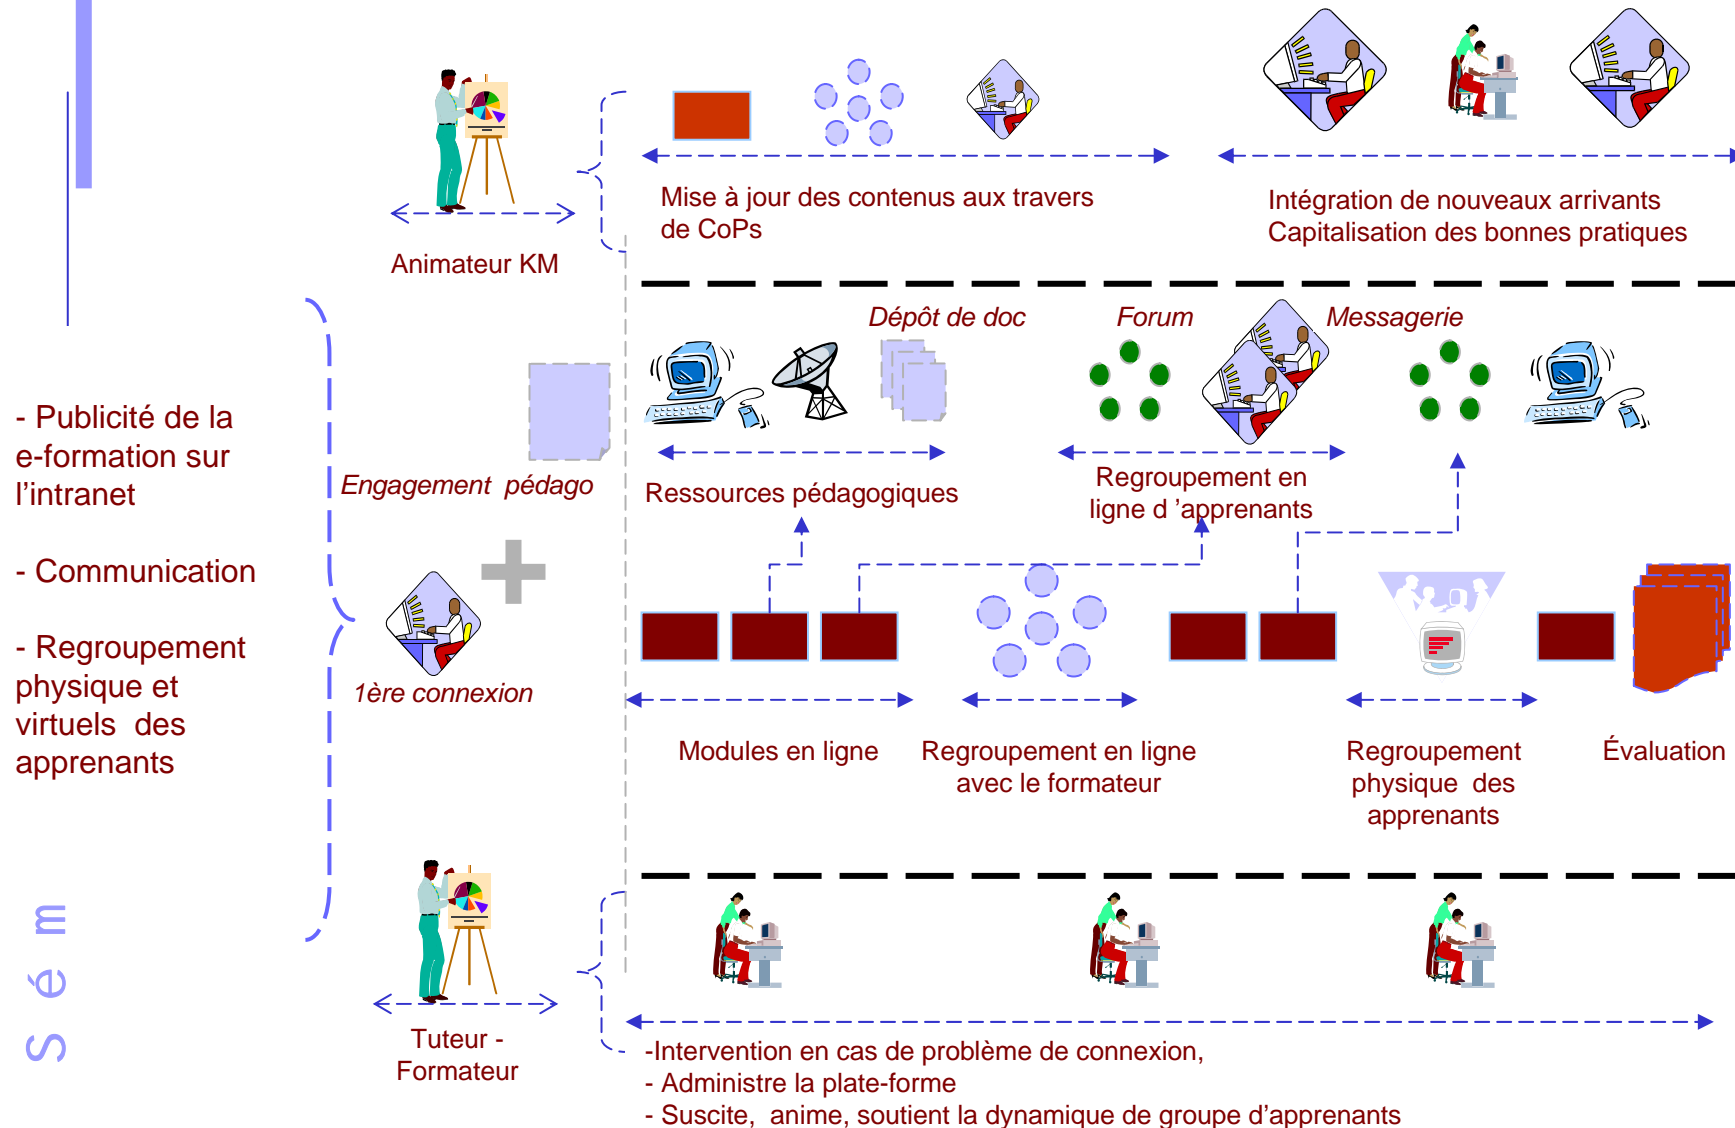 Mise à jour des contenus aux travers
de CoPs
Intégration de nouveaux arrivants
Capitalisation des bonnes pratiques
Animateur KM
Dépôt de doc
Forum
Messagerie
- Publicité de la
e-formation sur
l’intranet
- Communication
- Regroupement
physique et
virtuels des
apprenants
Engagement pédago
Ressources pédagogiques
Regroupement en
ligne d ’apprenants
1ère connexion
Modules en ligne
Regroupement en ligne
avec le formateur
Regroupement
physique des
apprenants
Évaluation
Sém
Tuteur -
Formateur
-Intervention en cas de problème de connexion,
- Administre la plate-forme
- Suscite, anime, soutient la dynamique de groupe d’apprenants